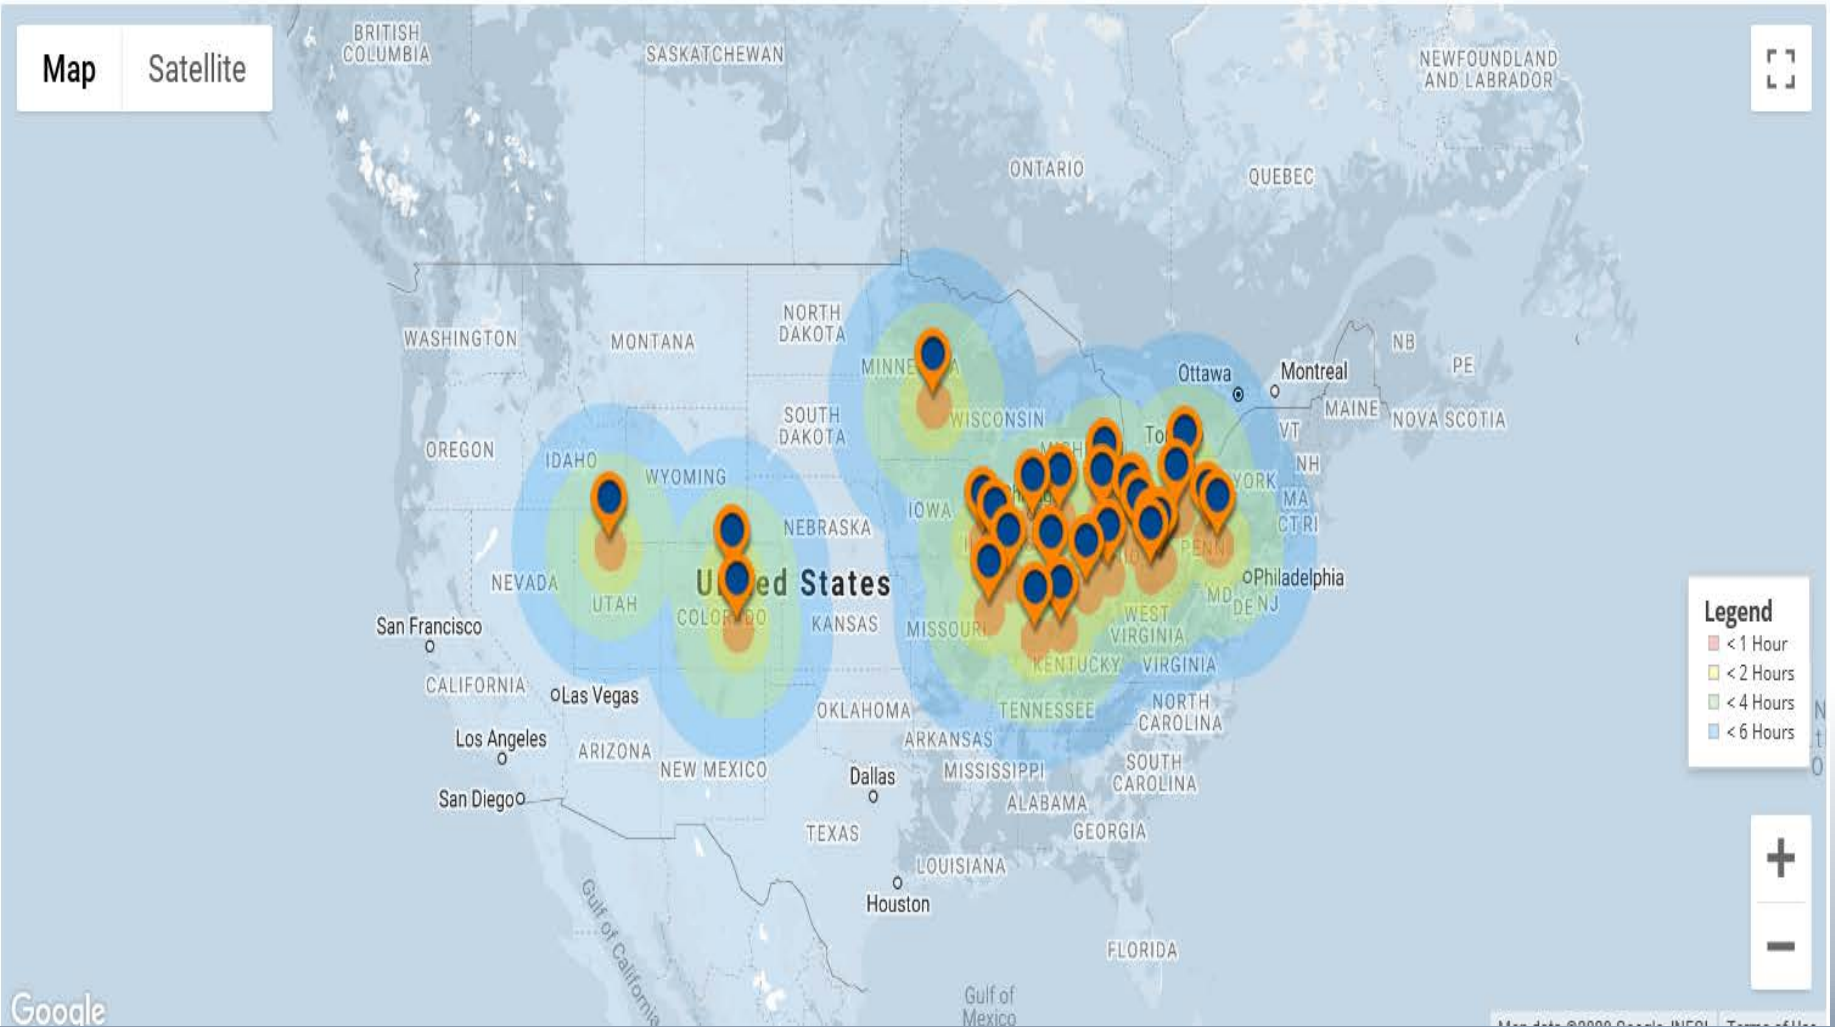 Map Satellite
BRITISH
COLUMBIA
SASKATCHEWAN
NEWFOUNDLAND
AND LABRADOR
ONTARIO
QUEBEC
WASHINGTON
MONTANA
NORTH
DAKOTA
NB
PE
Ottawa
Montreal
MAINE
NOVA SCOTIA
VT
NH
WISCONSIN
SOUTH
DAKOTA
OREGON
IDAHO
WYOMING
YORK
MA
CT RI
IOWA
NEBRASKA
PENN
NEVADA
United States
Philadelphia
UTAH
MD
DE NJ
COLORADO
KANSAS
MISSOURI
WEST
VIRGINIA
San Francisco
KENTUCKY
VIRGINIA
CALIFORNIA
Las Vegas
OKLAHOMA
TENNESSEE
NORTH
CAROLINA
Los Angeles
ARIZONA
ARKANSAS
NEW MEXICO
MISSISSIPPI
SOUTH
CAROLINA
Dallas
San Diego
ALABAMA
TEXAS
GEORGIA
LOUISIANA
Houston
FLORIDA
Gulf of California
Gulf of
Mexico
Legend
< 1 Hour
< 2 Hours
< 4 Hours
< 6 Hours
Google